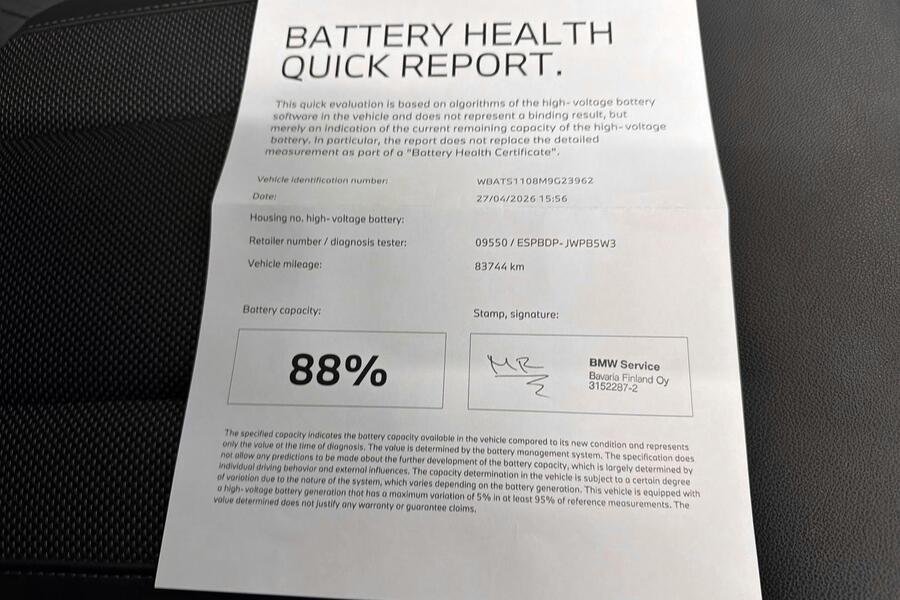 BATTERY HEALTH
QUICK REPORT.
This quick evaluation is based on algorithms of the high-voltage battery
software in the vehicle and does not represent a binding result, but
merely an indication of the current remaining capacity of the high-voltage
battery. In particular, the report does not replace the detailed
measurement as part of a "Battery Health Certificate".
Vehicle identification number: WBATS1108M9G23962
Date: 27/04/2026 15:56
Housing no. high-voltage battery:
Retailer number / diagnosis tester: 09550 / ESPBDP-JWPB5W3
Vehicle mileage: 83744 km
Battery capacity: Stamp, signature:
88%
MR
BMW Service
Bavaria Finland Oy
3152287-2
The specified capacity indicates the battery capacity available in the vehicle compared to its new condition and represents
only the value at the time of diagnosis. The value is determined by the battery management system. The specification does
not allow any predictions to be made about the further development of the battery capacity, which is largely determined by
individual driving behavior and external influences. The capacity determination in the vehicle is subject to a certain degree
of variation due to the nature of the system, which varies depending on the battery generation. This vehicle is equipped with
a high-voltage battery generation that has a maximum variation of 5% in at least 95% of reference measurements. The
value determined does not justify any warranty or guarantee claims.